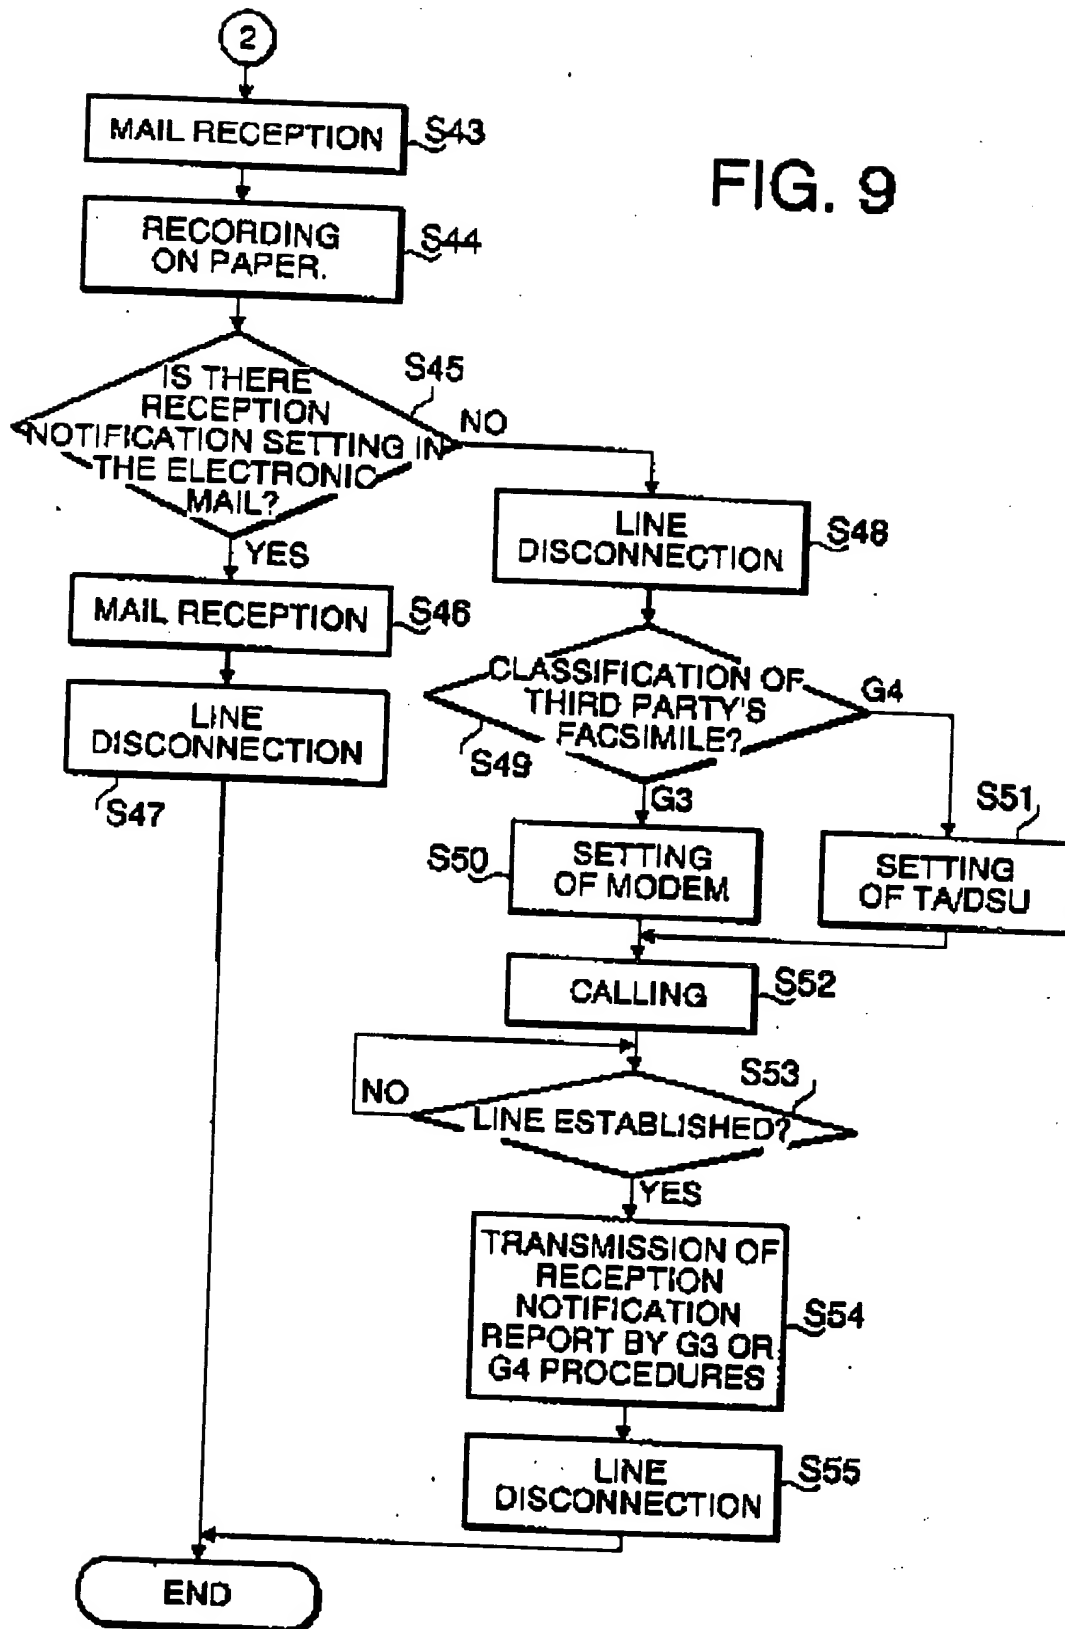 2
MAIL RECEPTION
S43
FIG. 9
RECORDING
ON PAPER.
S44
S45
IS THERE
RECEPTION
NOTIFICATION SETTING IN
THE ELECTRONIC
MAIL?
NO
YES
LINE
DISCONNECTION
S48
MAIL RECEPTION
S46
LINE
DISCONNECTION
S47
CLASSIFICATION OF
THIRD PARTY'S
FACSIMILE?
G4
S49
G3
S51
S50
SETTING
OF MODEM
SETTING
OF TA/DSU
CALLING
S52
S53
NO
LINE ESTABLISHED?
YES
TRANSMISSION OF
RECEPTION
NOTIFICATION
REPORT BY G3 OR
G4 PROCEDURES
S54
LINE
DISCONNECTION
S55
END